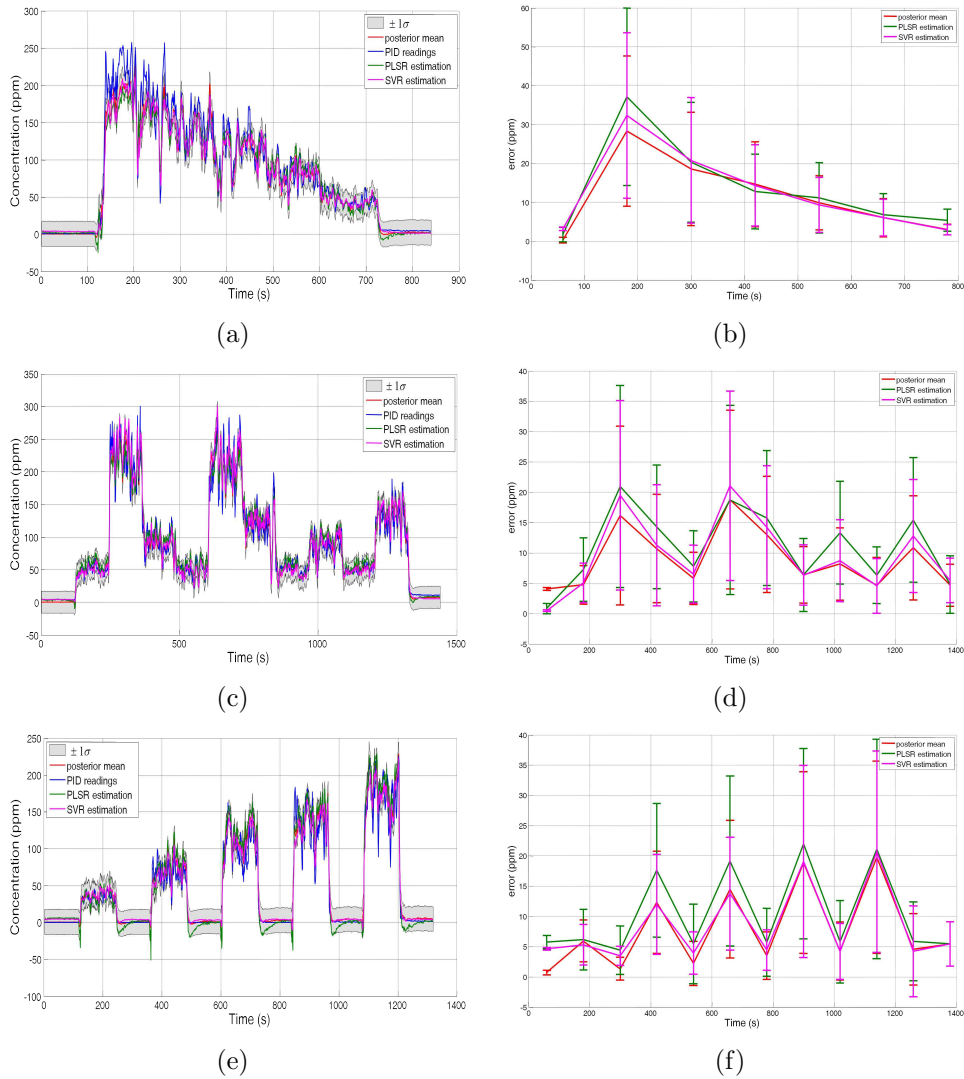 Concentration (ppm)
300
250
200
150
100
50
0
-50
0 100 200 300 400 500 600 700 800 900
Time (s)
± 1σ
posterior mean
PID readings
PLSR estimation
SVR estimation
(a)
error (ppm)
60
50
40
30
20
10
0
-10
0 100 200 300 400 500 600 700 800
Time (s)
posterior mean
PLSR estimation
SVR estimation
(b)
Concentration (ppm)
350
300
250
200
150
100
50
0
-50
0 500 1000 1500
Time (s)
± 1σ
posterior mean
PID readings
PLSR estimation
SVR estimation
(c)
error (ppm)
40
35
30
25
20
15
10
5
0
-5
0 200 400 600 800 1000 1200 1400
Time (s)
posterior mean
PLSR estimation
SVR estimation
(d)
Concentration (ppm)
250
200
150
100
50
0
-50
-100
0 200 400 600 800 1000 1200 1400
Time (s)
± 1σ
posterior mean
PID readings
PLSR estimation
SVR estimation
(e)
error (ppm)
40
35
30
25
20
15
10
5
0
-5
0 200 400 600 800 1000 1200 1400
Time (s)
posterior mean
PLSR estimation
SVR estimation
(f)